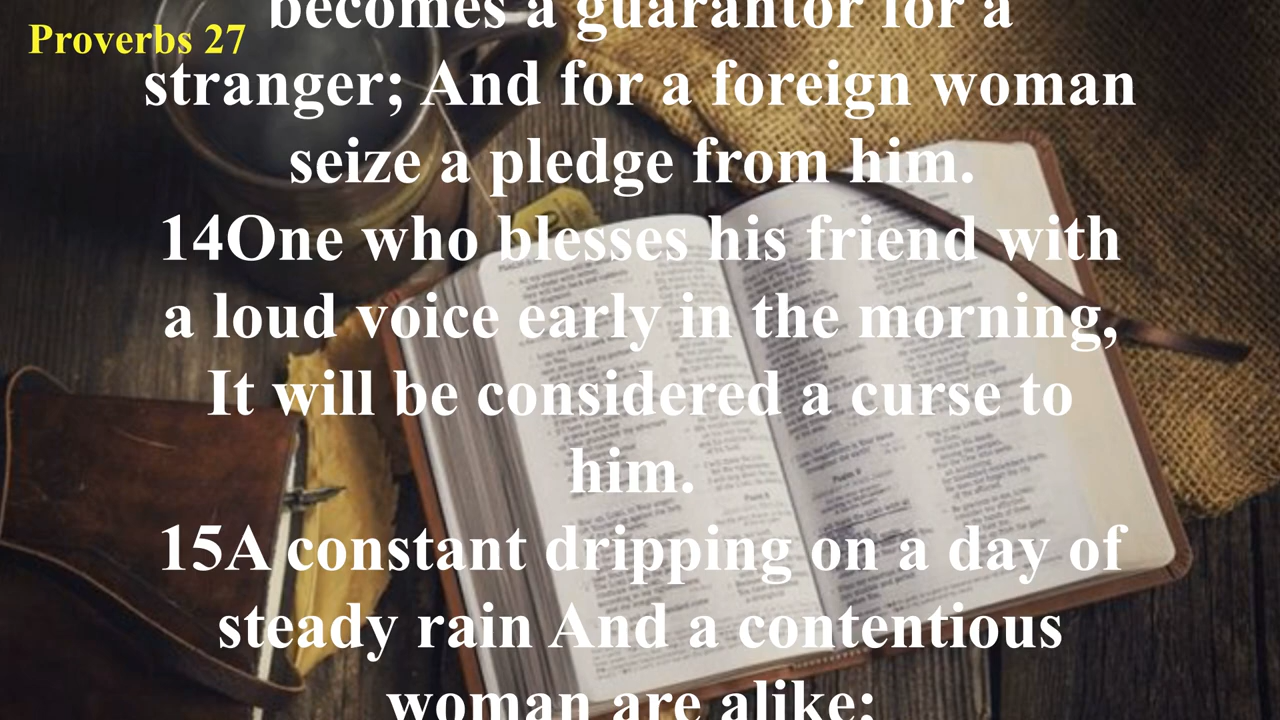 Proverbs 27
becomes a guarantor for a
stranger; And for a foreign woman
seize a pledge from him.
14One who blesses his friend with
a loud voice early in the morning,
It will be considered a curse to
him.
15A constant dripping on a day of
steady rain And a contentious
woman are alike;